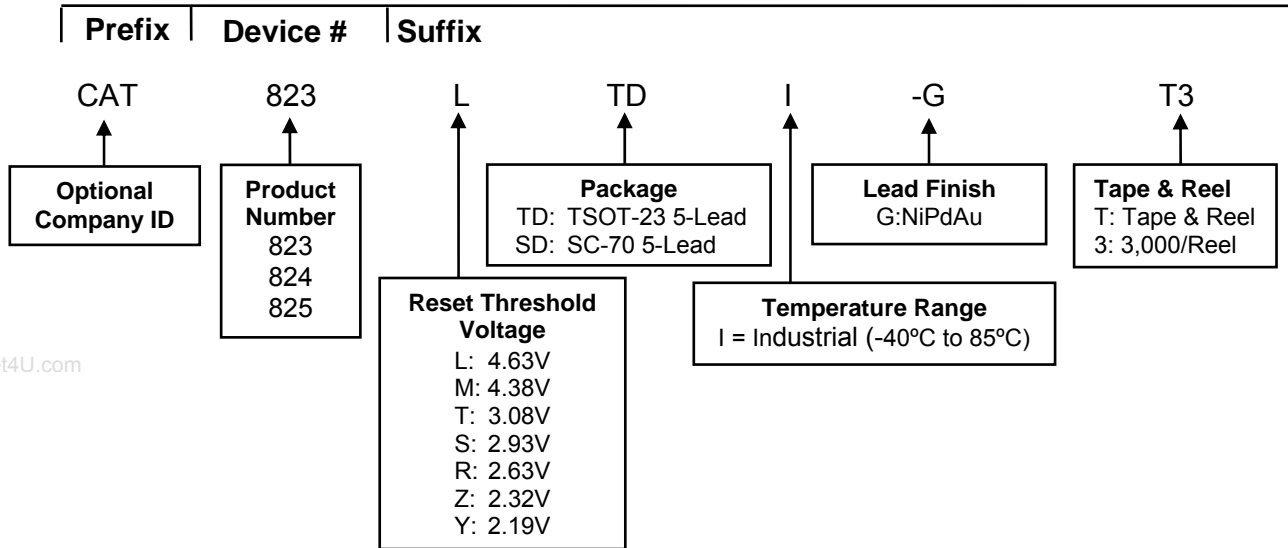 Prefix Device # Suffix
CAT 823 L TD I -G T3
Optional
Company ID
Product
Number
823
824
825
Package
TD: TSOT-23 5-Lead
SD: SC-70 5-Lead
Lead Finish
G:NiPdAu
Tape & Reel
T: Tape & Reel
3: 3,000/Reel
Reset Threshold
Voltage
L: 4.63V
M: 4.38V
T: 3.08V
S: 2.93V
R: 2.63V
Z: 2.32V
Y: 2.19V
Temperature Range
I = Industrial (-40ºC to 85ºC)
t4U.com